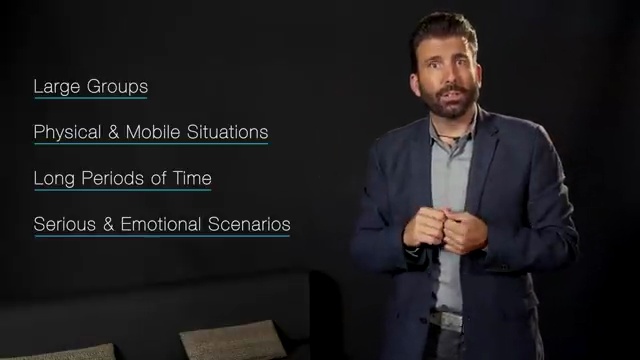 Large Groups
Physical & Mobile Situations
Long Periods of Time
Serious & Emotional Scenarios